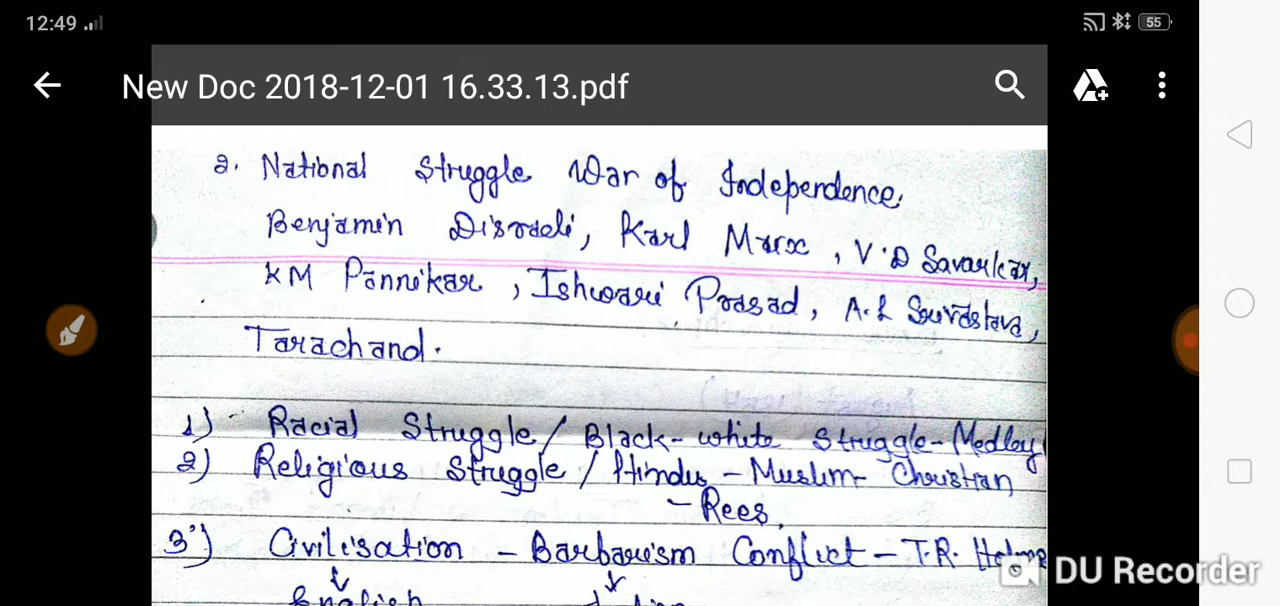 12:49
55
New Doc 2018-12-01 16.33.13.pdf
2. National Struggle War of Independence,
Benjamin Disraeli, Karl Marx, V.D Savarkar,
KM Pannikar, Ishwari Prasad, A.L Srivastava,
Tarachand.
1) Racial Struggle / Black-white Struggle-Medley
2) Religious Struggle / Hindu - Muslim- Christian
- Rees,
3) Civilisation - Barbarism Conflict - T.R.
English
DU Recorder